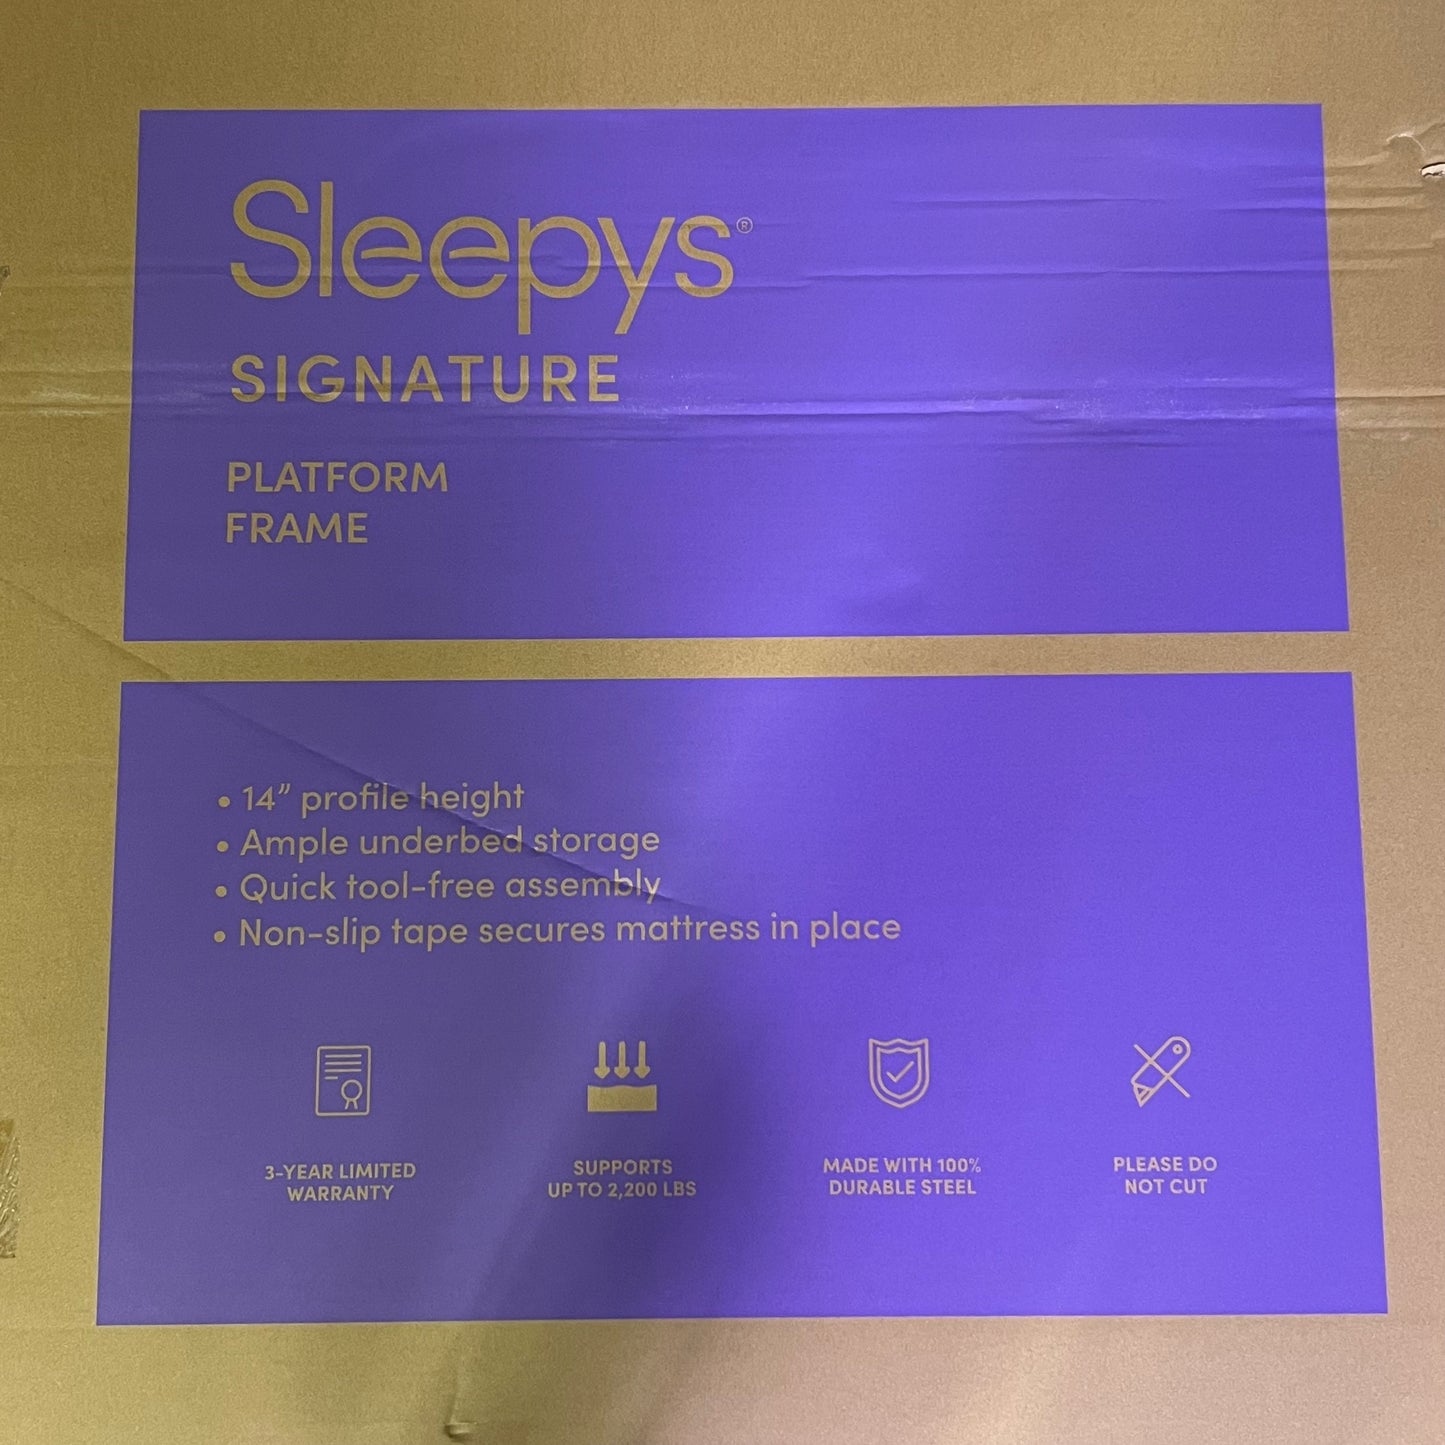 Sleepys®
SIGNATURE
PLATFORM
FRAME
• 14” profile height
• Ample underbed storage
• Quick tool-free assembly
• Non-slip tape secures mattress in place
3-YEAR LIMITED
WARRANTY
SUPPORTS
UP TO 2,200 LBS
MADE WITH 100%
DURABLE STEEL
PLEASE DO
NOT CUT